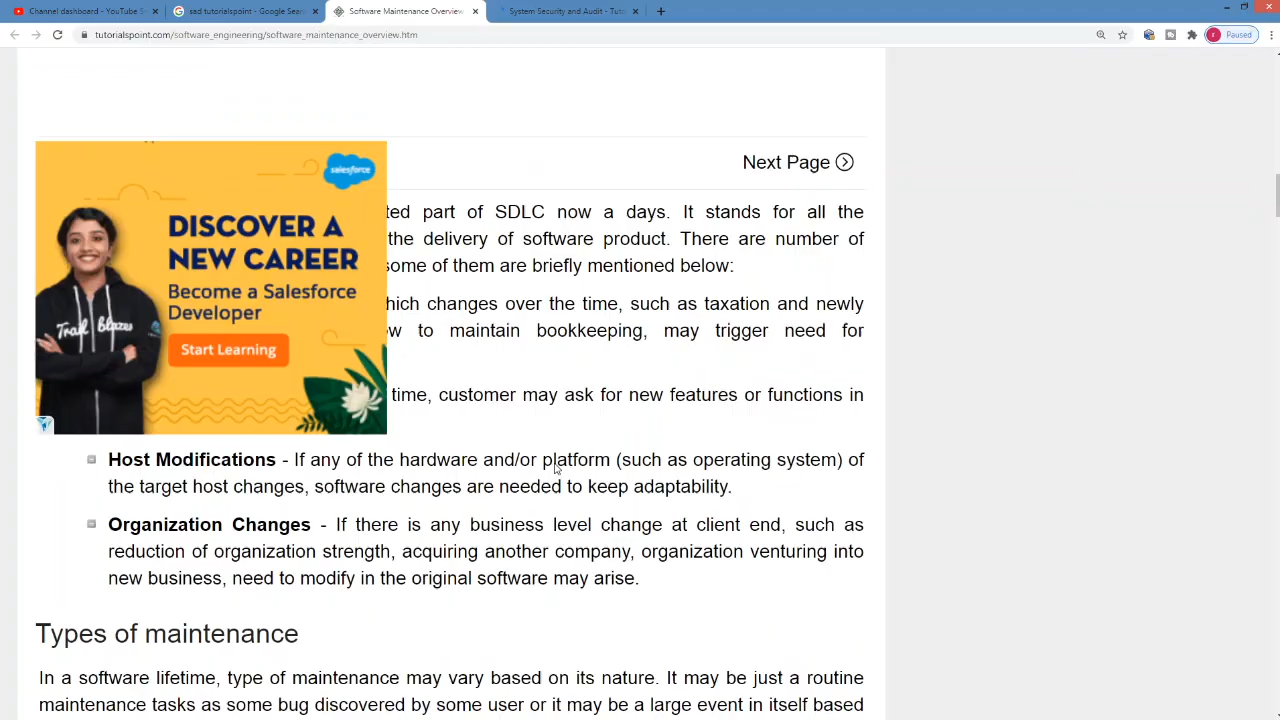 Channel dashboard - YouTube S
sad tutorialspoint - Google Sear
Software Maintenance Overview
System Security and Audit - Tuto
tutorialspoint.com/software_engineering/software_maintenance_overview.htm
Paused
Next Page
salesforce
DISCOVER A
NEW CAREER
Become a Salesforce
Developer
Trail blazer
Start Learning
ted part of SDLC now a days. It stands for all the
the delivery of software product. There are number of
some of them are briefly mentioned below:
hich changes over the time, such as taxation and newly
w to maintain bookkeeping, may trigger need for
time, customer may ask for new features or functions in
Host Modifications - If any of the hardware and/or platform (such as operating system) of
the target host changes, software changes are needed to keep adaptability.
Organization Changes - If there is any business level change at client end, such as
reduction of organization strength, acquiring another company, organization venturing into
new business, need to modify in the original software may arise.
Types of maintenance
In a software lifetime, type of maintenance may vary based on its nature. It may be just a routine
maintenance tasks as some bug discovered by some user or it may be a large event in itself based